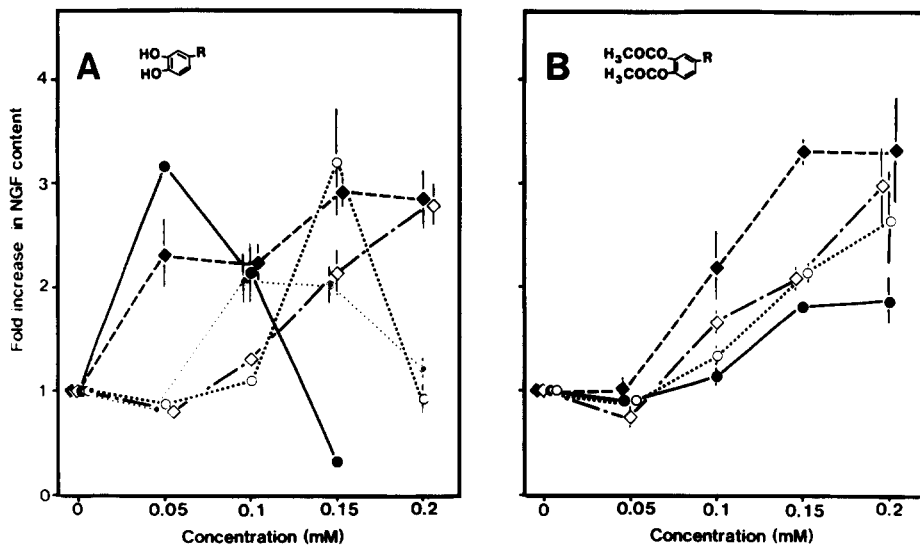 A
HO
HO
R
B
H₃COCO
H₃COCO
R
Fold increase in NGF content
4
3
2
1
0
0 0.05 0.1 0.15 0.2
Concentration (mM)
0 0.05 0.1 0.15 0.2
Concentration (mM)